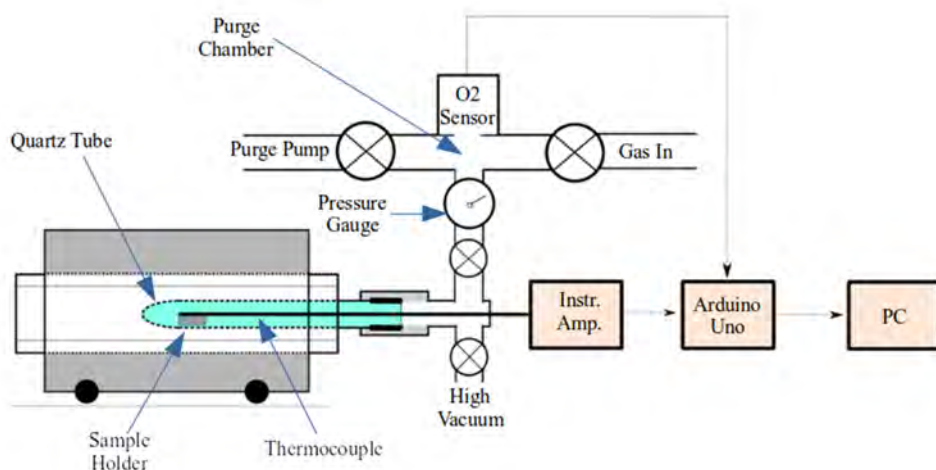 Purge
Chamber
O2
Sensor
Quartz Tube
Purge Pump
Gas In
Pressure
Gauge
Instr.
Amp.
Arduino
Uno
PC
High
Vacuum
Sample
Holder
Thermocouple